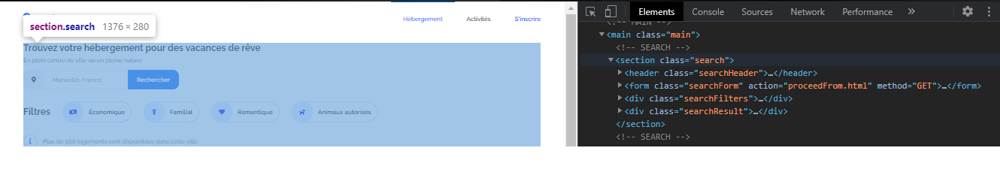 Hébergement Activités S'inscrire
section.search 1376 × 280
Trouvez votre hébergement pour des vacances de rêve
En plein centre de ville ou en pleine nature
Marseille, France Rechercher
Filtres Économique Familial Romantique Animaux autorisés
Plus de 500 logements sont disponibles dans cette ville
Elements Console Sources Network Performance »
<!-- MAIN -->
<main class="main">
<!-- SEARCH -->
<section class="search">
<header class="searchHeader">…</header>
<form class="searchForm" action="proceedFrom.html" method="GET">…</form>
<div class="searchFilters">…</div>
<div class="searchResult">…</div>
</section>
<!-- SEARCH -->